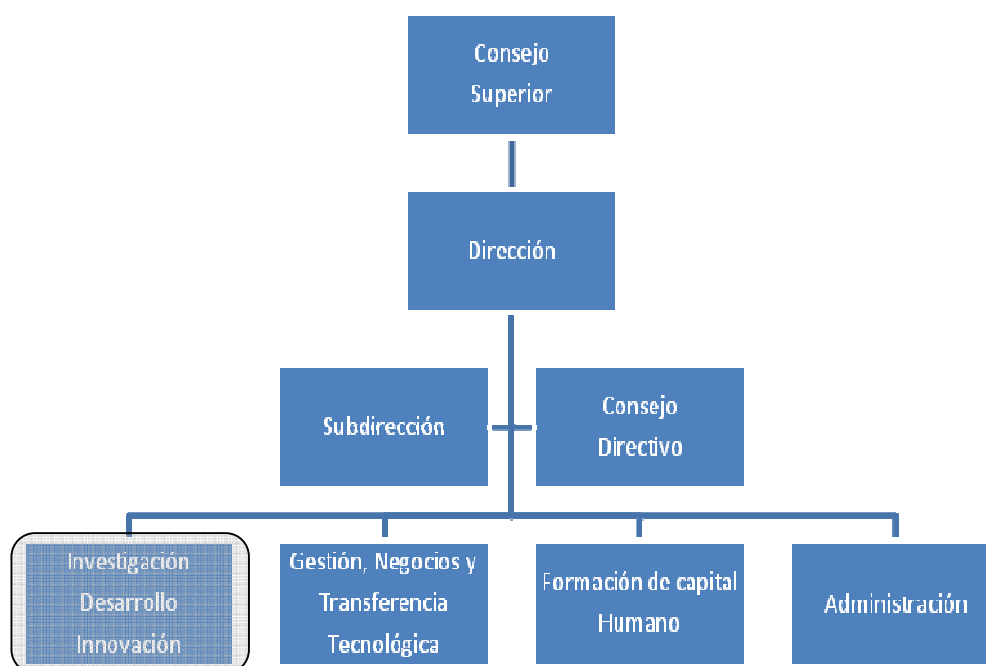 Consejo
Superior
Dirección
Subdirección
Consejo
Directivo
Investigación
Desarrollo
Innovación
Gestión, Negocios y
Transferencia
Tecnológica
Formación de capital
Humano
Administración